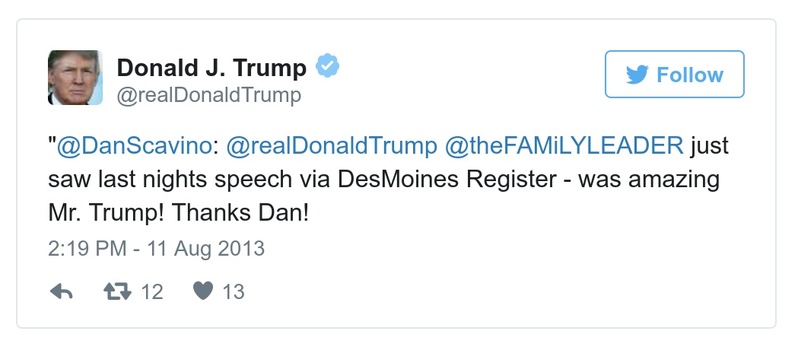 Donald J. Trump
Follow
@realDonaldTrump
"@DanScavino: @realDonaldTrump @theFAMiLYLEADER just
saw last nights speech via DesMoines Register - was amazing
Mr. Trump! Thanks Dan!
2:19 PM - 11 Aug 2013
12 13